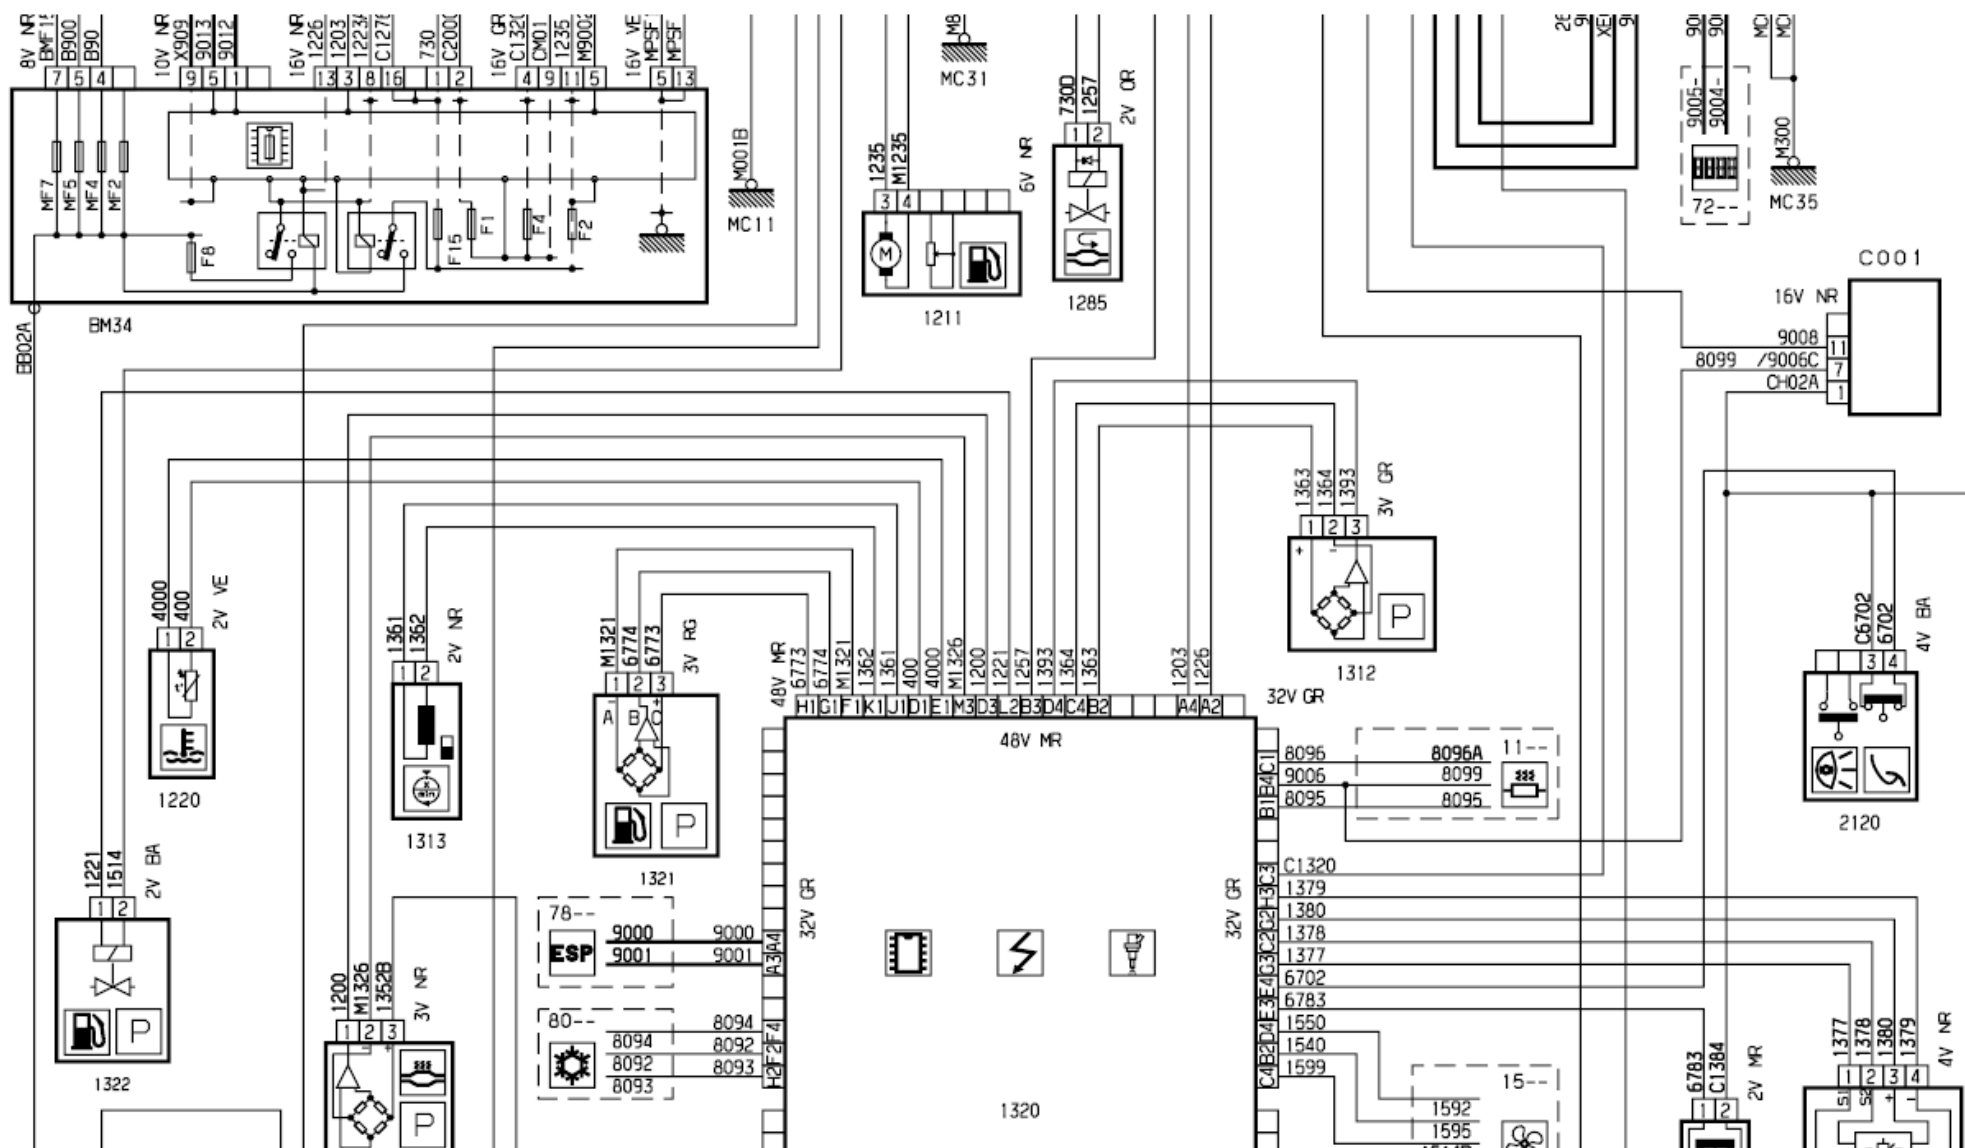 8V NR
BMF1
B900
B90
10V NR
X909
9013
9012
16V NR
1226
1203
1223A
C1276
730
C200
16V GR
C1320
CM01
1235
M9002
16V VE
MPSF
MPSF
7 5 4
9 5 1
13 3 8 16 1 2
4 9 11 5
5 13
MF7
MF5
MF4
MF2
F8
F15
F1
F4
F2
BB02A
BM34
M001B
MC11
M8
MC31
1235
M1235
6V NR
3 4
M
1211
730D
1257
2V OR
1 2
1285
9005-
9004-
72--
M300
MC35
C001
16V NR
9008
11
8099 /9006C
7
CH02A
1
1363
1364
1393
3V GR
1 2 3
+ -
P
1312
4000
400
2V VE
1 2
1220
1361
1362
2V NR
1 2
1313
M1321
6774
6773
3V RG
1 2 3
- +
A B C
P
1321
48V MR
6773
6774
M1321
1362
1361
400
4000
M1326
1200
1221
1257
1393
1364
1363
1203
1226
H1 G1 F1 K1 J1 D1 E1 M3 D3 L2 B3 D4 C4 B2 A4 A2
48V MR
32V GR
C6702
6702
4V BA
3 4
2120
1221
1514
2V BA
1 2
P
1322
1200
M1326
1352B
3V NR
1 2 3
- +
P
78--
ESP
9000 9000 A4
9001 9001 A3
80--
8094 F4
8094 8092 F2
8092 8093 H2
8093
32V GR
32V GR
1320
C1 8096 8096A
B4 9006 8099
B1 8095 8095
11--
C3 C1320
H3 1379
G2 1380
C2 1378
G3 1377
E4 6702
E3 6783
D4 1550
B2 1540
C4 1599
15--
1592
1595
6783
C1384
2V MR
1 2
1377
1378
1380
1379
4V NR
1 2 3 4
S1 S2 + -